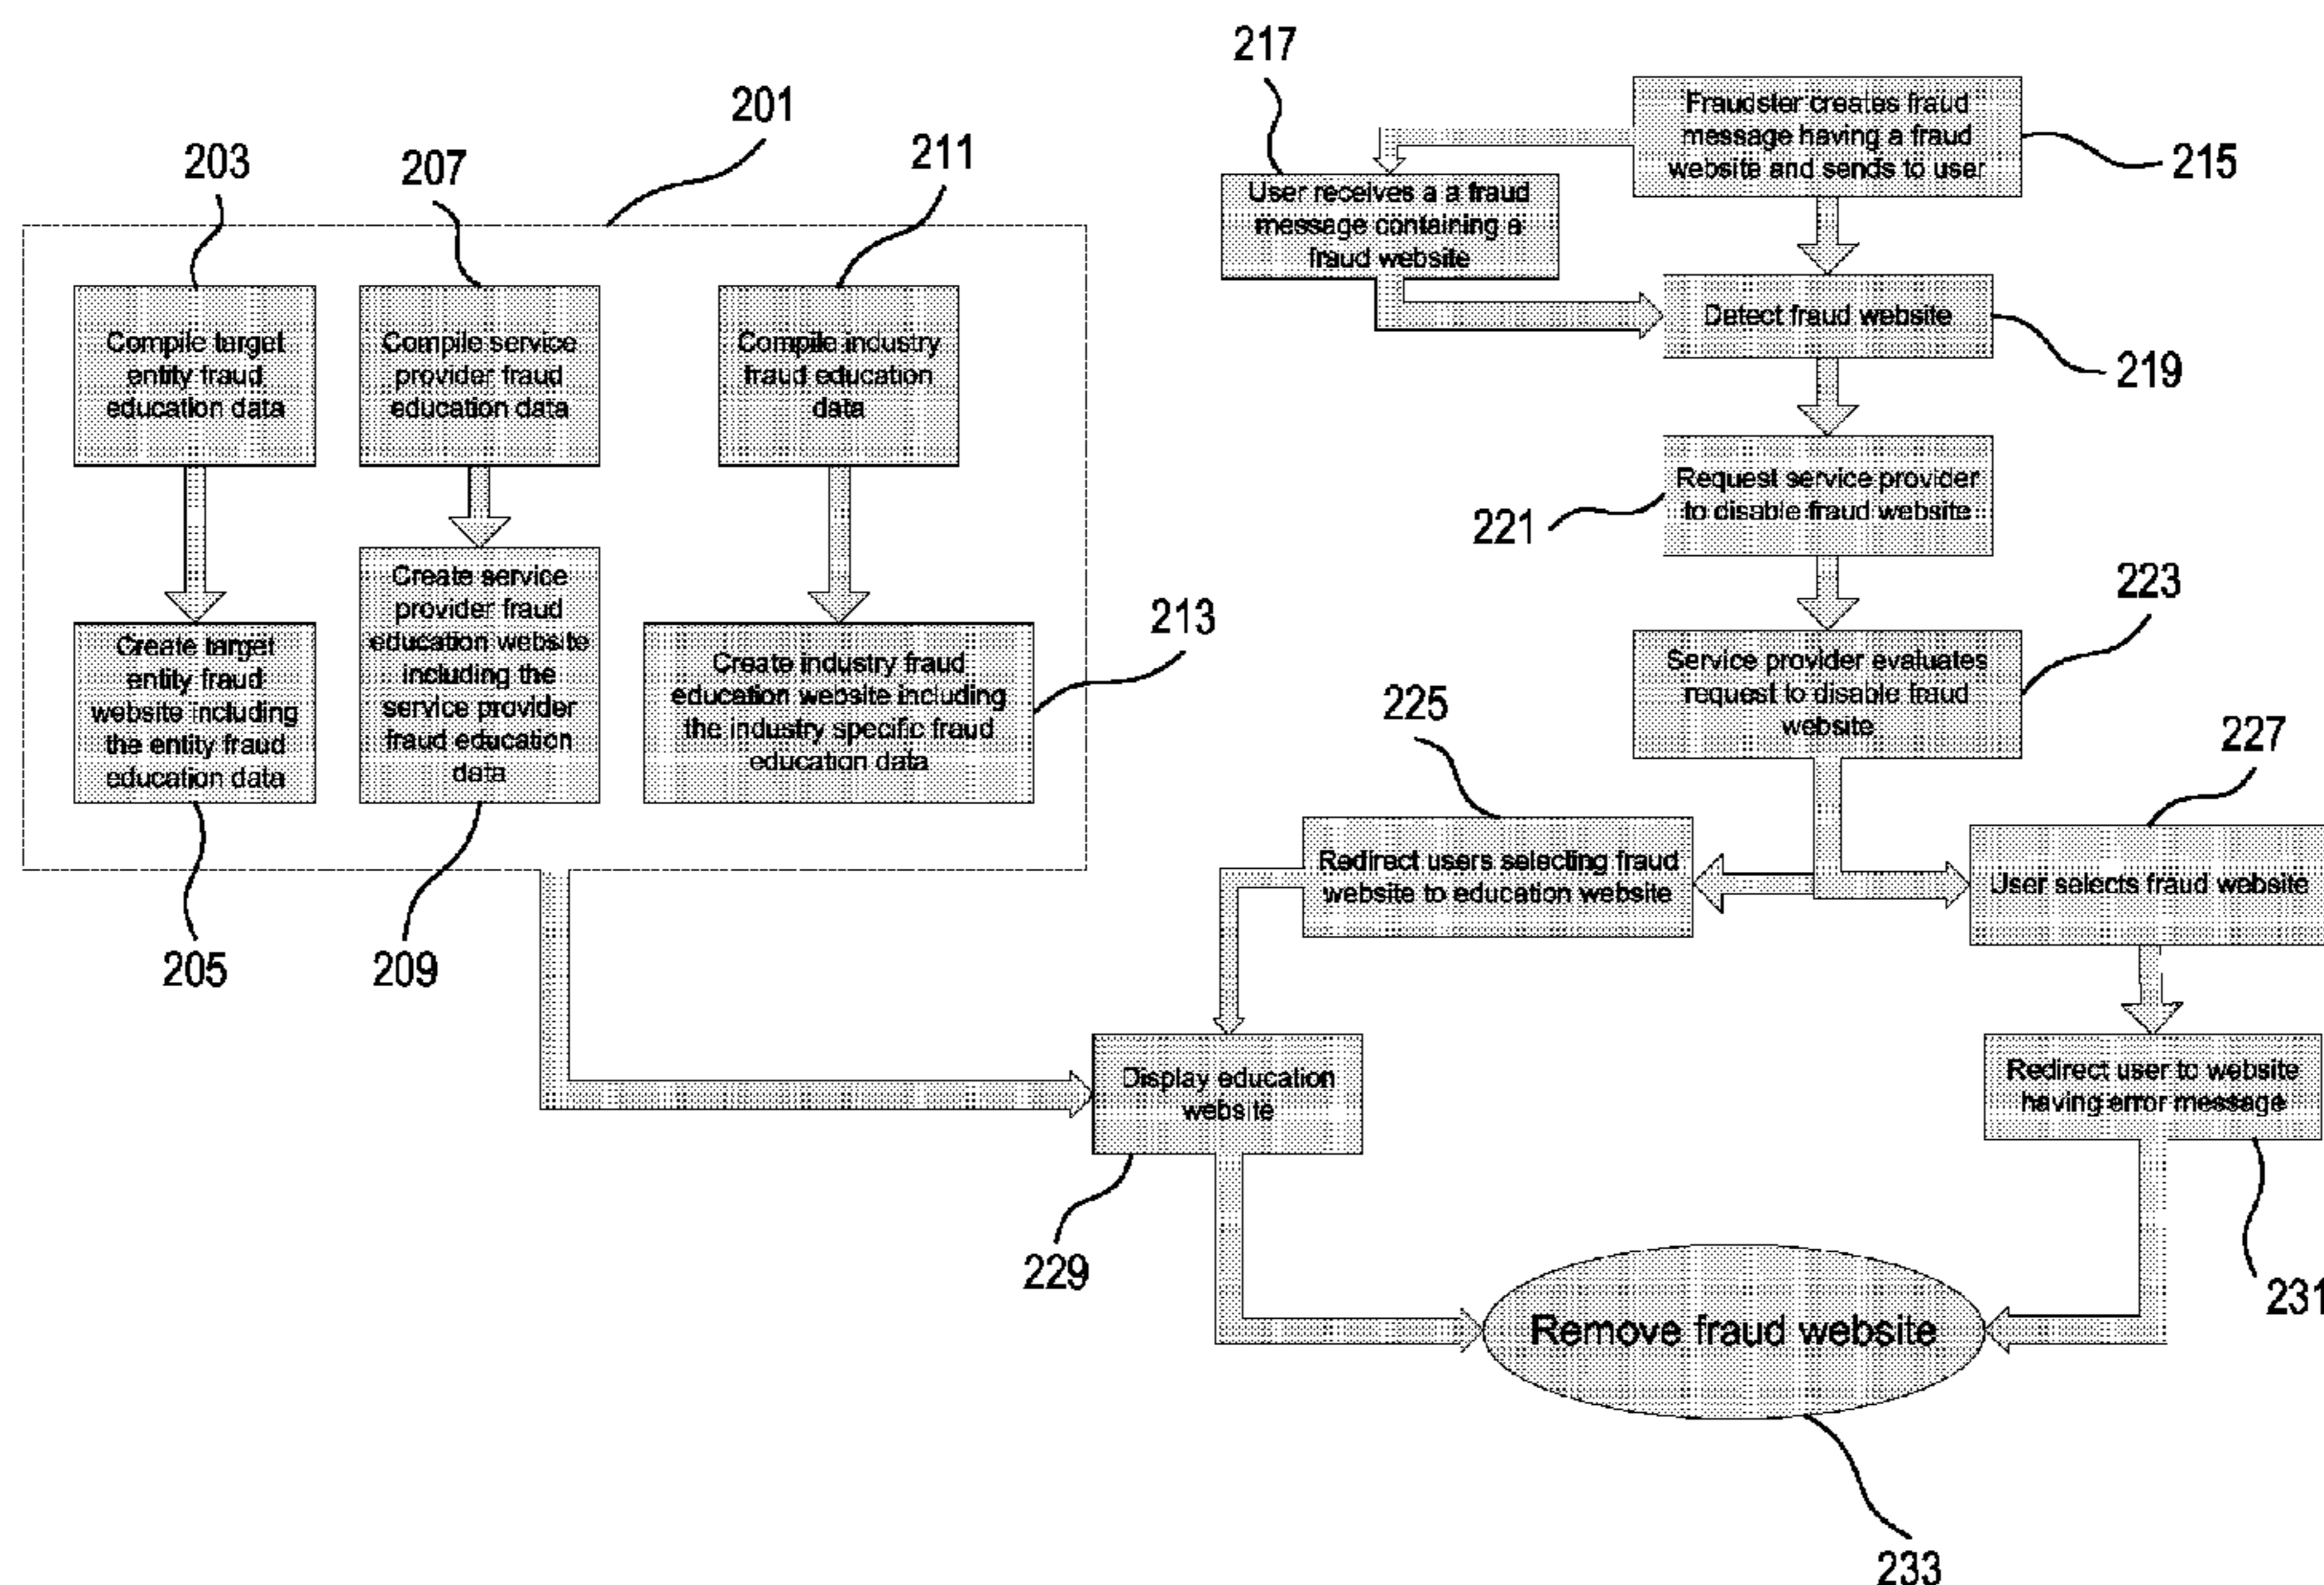 217
201
203
207
211
Fraudster creates fraud
message having a fraud
website and sends to user
215
User receives a a fraud
message containing a
fraud website
Compile target
entity fraud
education data
Compile service
provider fraud
education data
Compile industry
fraud education
data
Detect fraud website
219
Request service provider
to disable fraud website
221
223
Create target
entity fraud
website including
the entity fraud
education data
Create service
provider fraud
education website
including the
service provider
fraud education
data
Create industry fraud
education website including
the industry specific fraud
education data
213
Service provider evaluates
request to disable fraud
website
225
227
Redirect users selecting fraud
website to education website
User selects fraud website
205
209
Display education
website
Redirect user to website
having error message
229
231
Remove fraud website
233